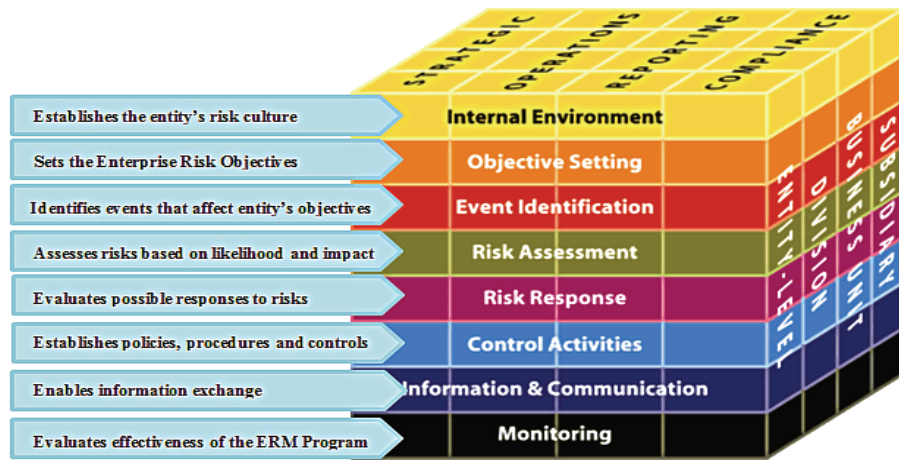 STRATEGIC
OPERATIONS
REPORTING
COMPLIANCE
Establishes the entity's risk culture
Internal Environment
Sets the Enterprise Risk Objectives
Objective Setting
Identifies events that affect entity's objectives
Event Identification
Assesses risks based on likelihood and impact
Risk Assessment
Evaluates possible responses to risks
Risk Response
Establishes policies, procedures and controls
Control Activities
Enables information exchange
Information & Communication
Evaluates effectiveness of the ERM Program
Monitoring
ENTITY-LEVEL
DIVISION
BUSINESS UNIT
SUBSIDIARY